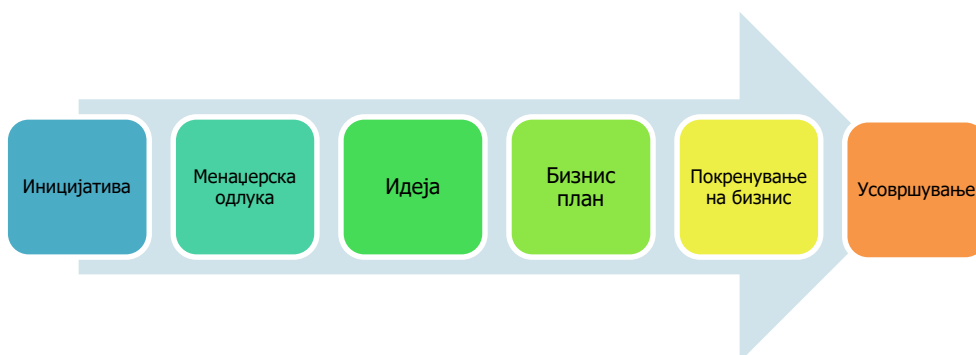 Иницијатива
Менаџерска
одлука
Идеја
Бизнис
план
Покренување
на бизнис
Усовршување